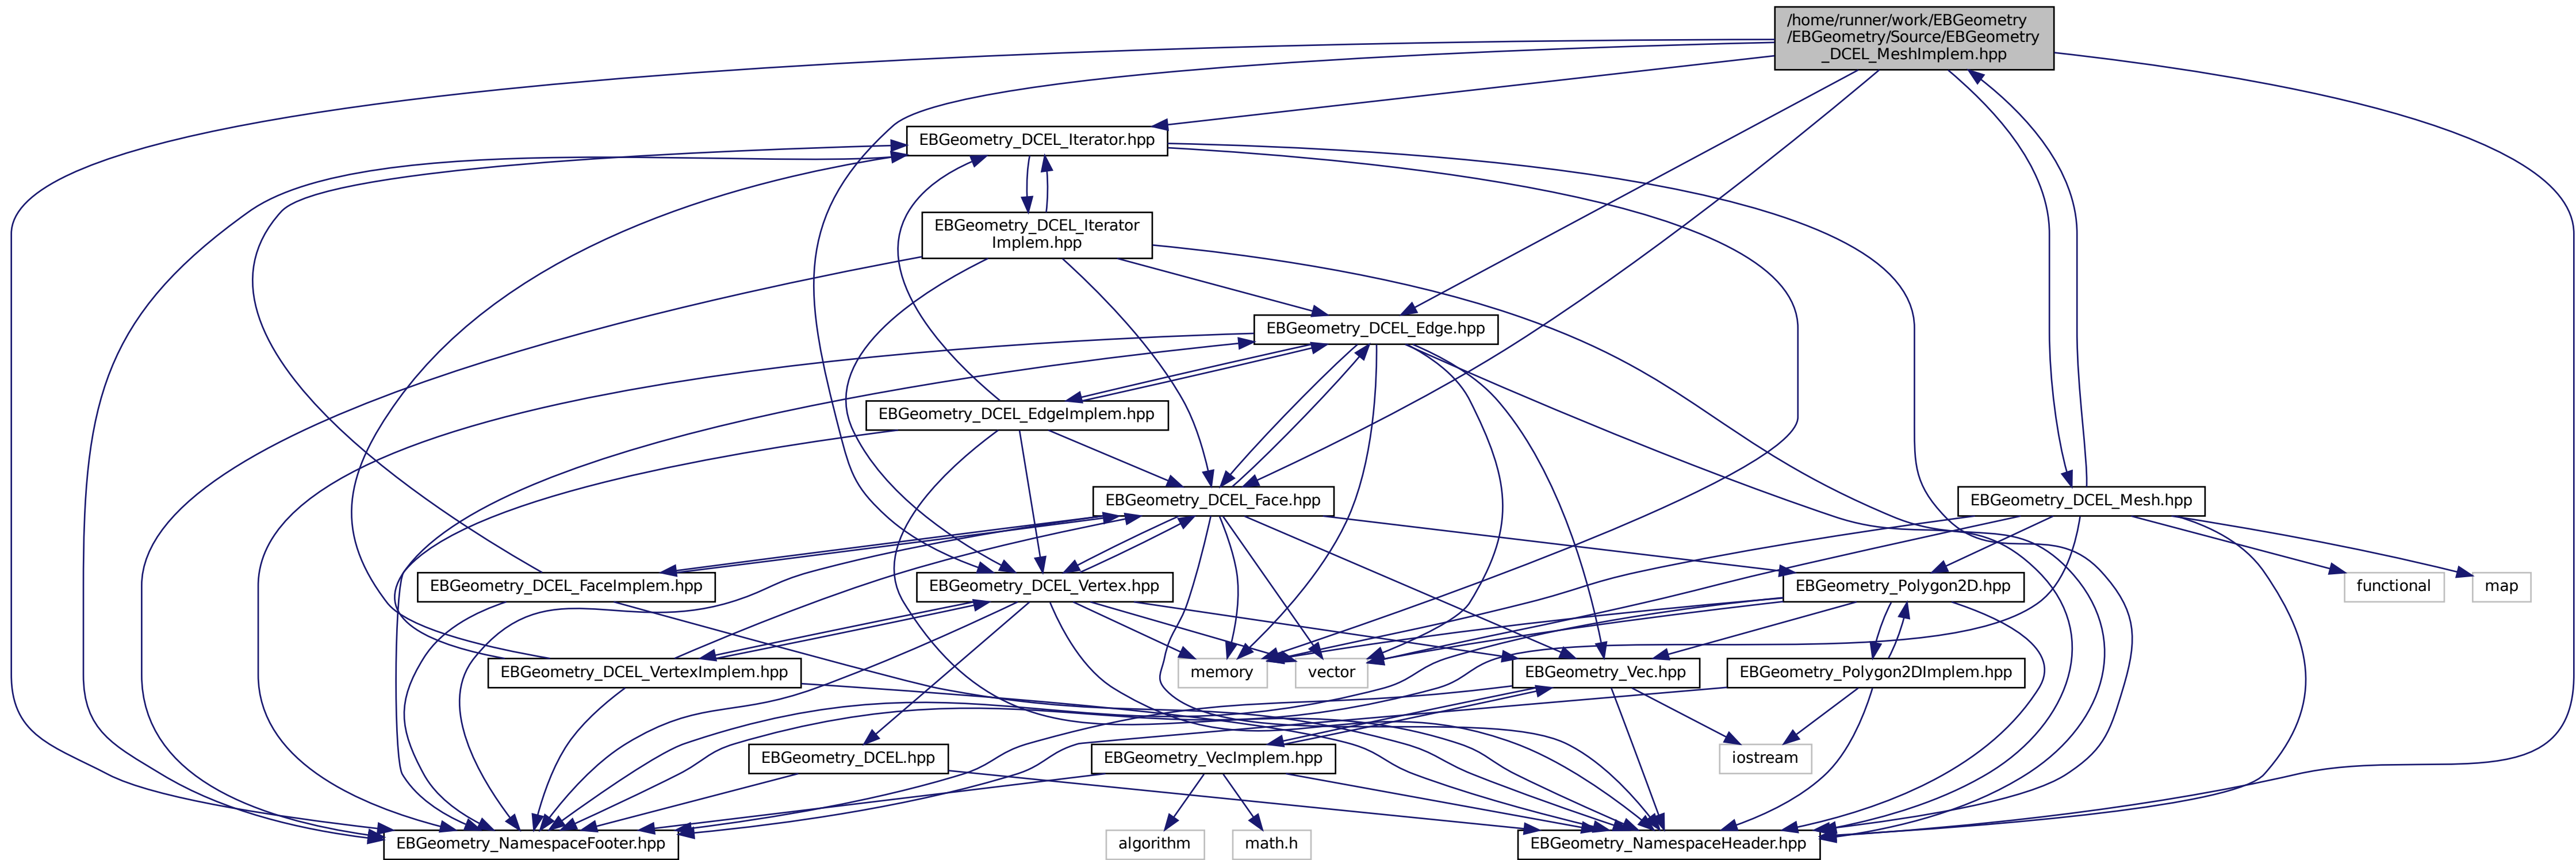 /home/runner/work/EBGeometry
/EBGeometry/Source/EBGeometry
_DCEL_MeshImplem.hpp
EBGeometry_DCEL_Iterator.hpp
EBGeometry_DCEL_Iterator
Implem.hpp
EBGeometry_DCEL_Edge.hpp
EBGeometry_DCEL_EdgeImplem.hpp
EBGeometry_DCEL_Face.hpp
EBGeometry_DCEL_Mesh.hpp
EBGeometry_DCEL_FaceImplem.hpp
EBGeometry_DCEL_Vertex.hpp
EBGeometry_Polygon2D.hpp
functional
map
EBGeometry_DCEL_VertexImplem.hpp
memory
vector
EBGeometry_Vec.hpp
EBGeometry_Polygon2DImplem.hpp
EBGeometry_DCEL.hpp
EBGeometry_VecImplem.hpp
iostream
EBGeometry_NamespaceFooter.hpp
algorithm
math.h
EBGeometry_NamespaceHeader.hpp